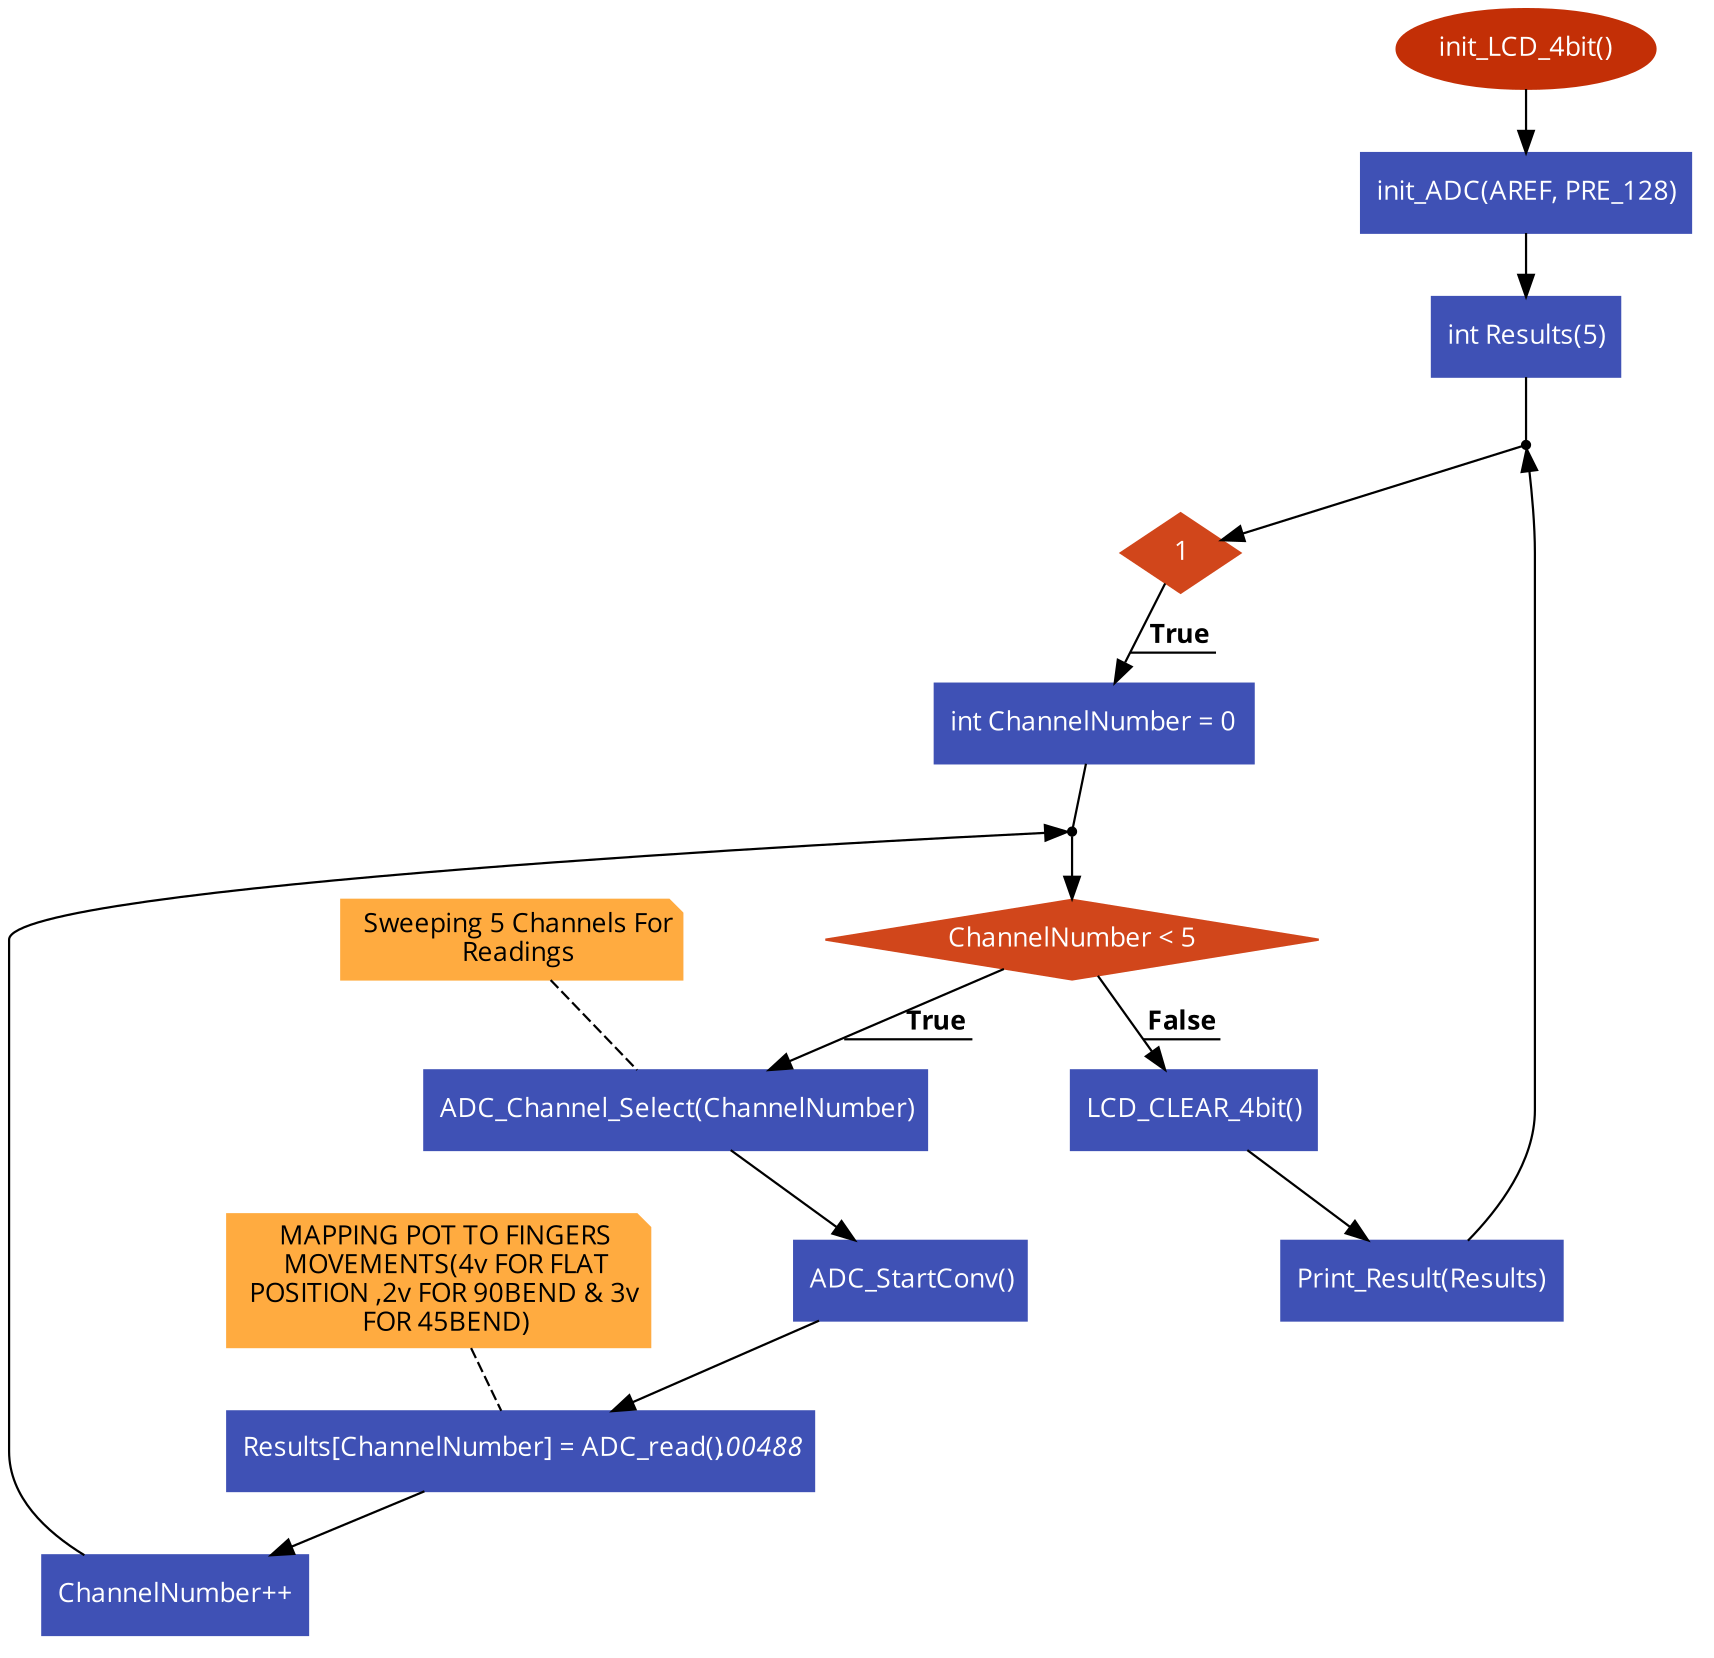 init_LCD_4bit()
init_ADC(AREF, PRE_128)
int Results(5)
1
True
int ChannelNumber = 0
Sweeping 5 Channels For
Readings
ChannelNumber < 5
True
False
ADC_Channel_Select(ChannelNumber)
LCD_CLEAR_4bit()
MAPPING POT TO FINGERS
MOVEMENTS(4v FOR FLAT
POSITION ,2v FOR 90BEND & 3v
FOR 45BEND)
ADC_StartConv()
Print_Result(Results)
Results[ChannelNumber] = ADC_read().00488
ChannelNumber++